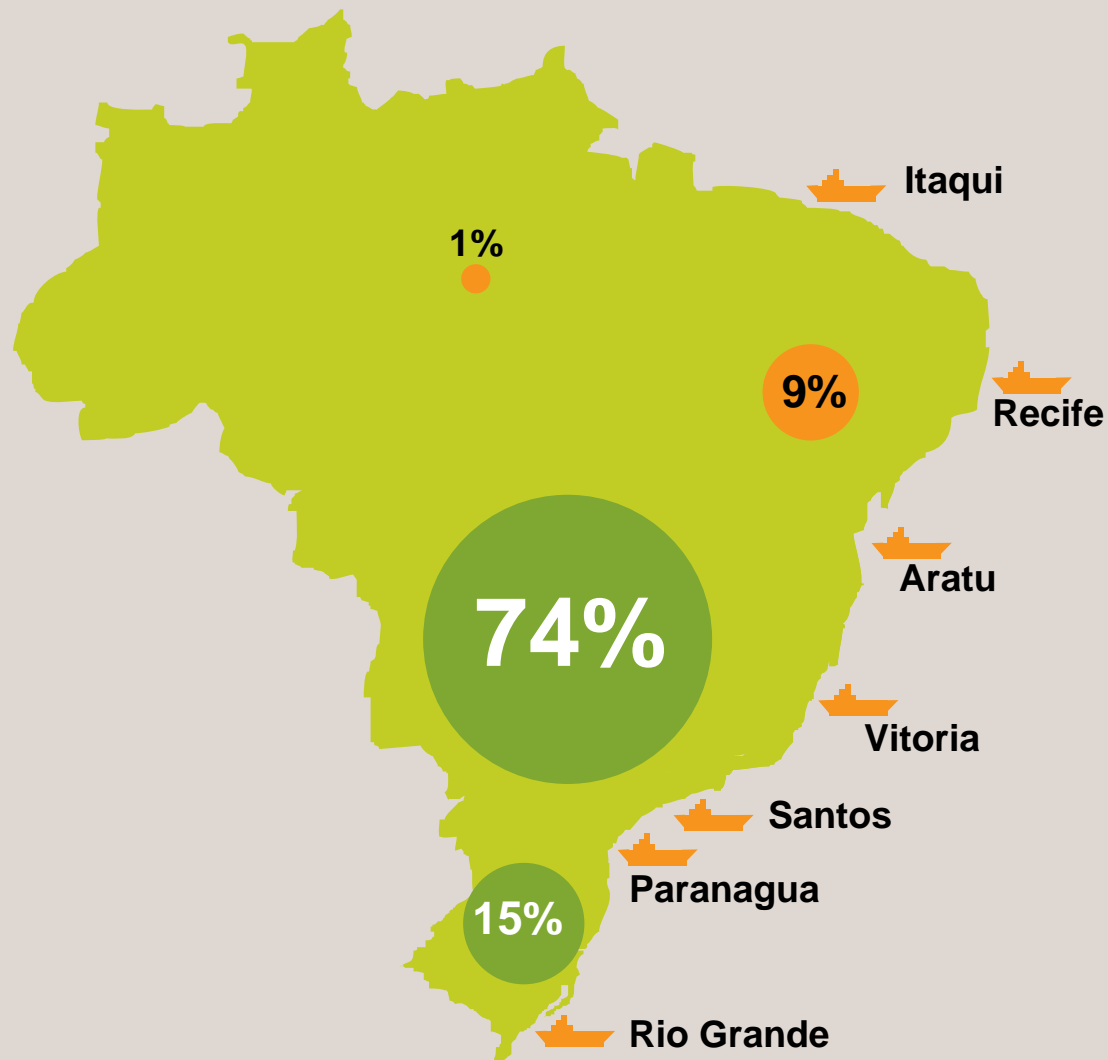 Itaqui
1%
9%
Recife
Aratu
74%
Vitoria
Santos
Paranagua
15%
Rio Grande